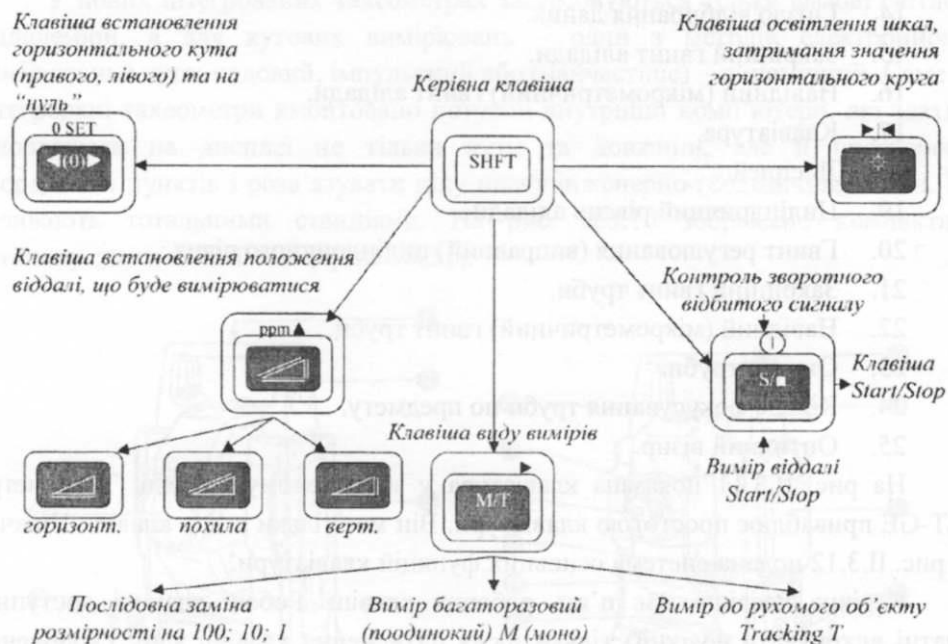 Клавіша встановлення
горизонтального кута
(правого, лівого) та на
“нуль”
Керівна клавіша
Клавіша освітлення шкал,
затримання значення
горизонтального круга
0 SET
(0)
SHFT
Клавіша встановлення положення
віддалі, що буде вимірюватися
Контроль зворотного
відбитого сигналу
ppm
S/
Клавіша
Start/Stop
Вимір віддалі
Start/Stop
Клавіша виду вимірів
M/T
горизонт.
похила
верт.
Послідовна заміна
розмірності на 100; 10; 1
Вимір багаторазовий
(поодинокий) М (моно)
Вимір до рухомого об’єкту
Tracking T